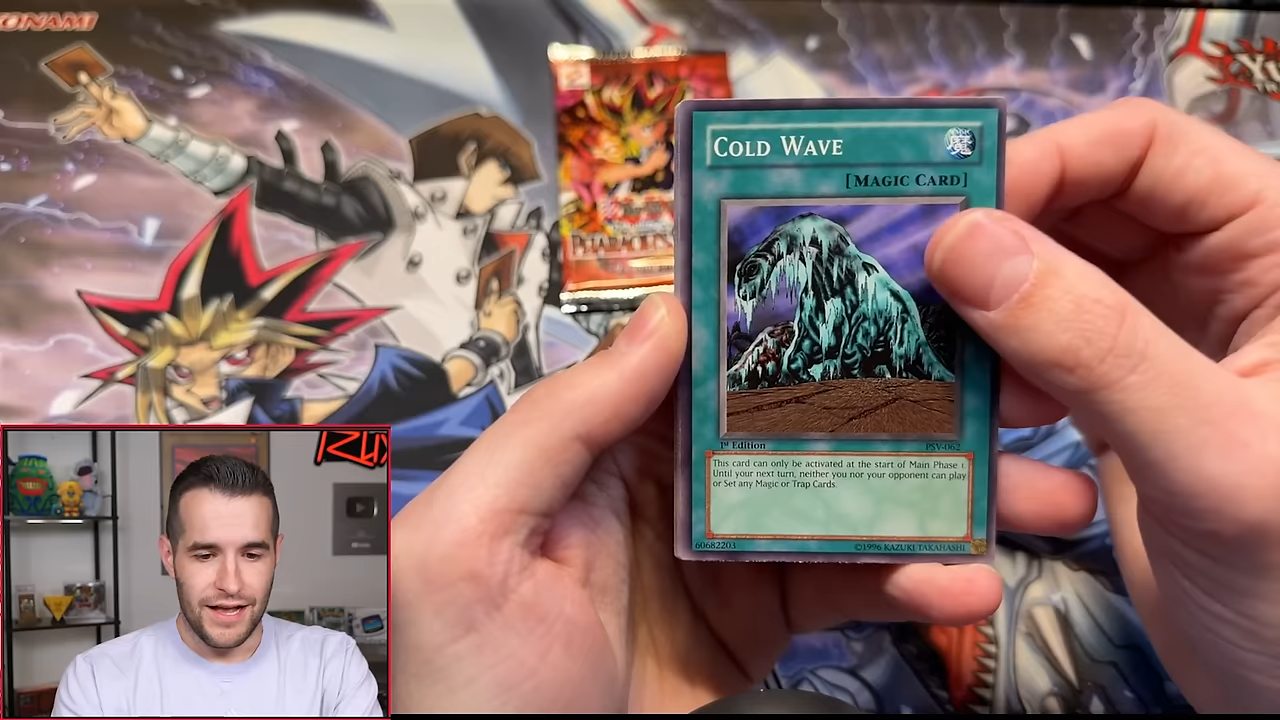 KONAMI
COLD WAVE
[MAGIC CARD]
1st Edition
PSV-062
This card can only be activated at the start of Main Phase 1.
Until your next turn, neither you nor your opponent can play
or Set any Magic or Trap Cards.
60682203
©1996 KAZUKI TAKAHASHI